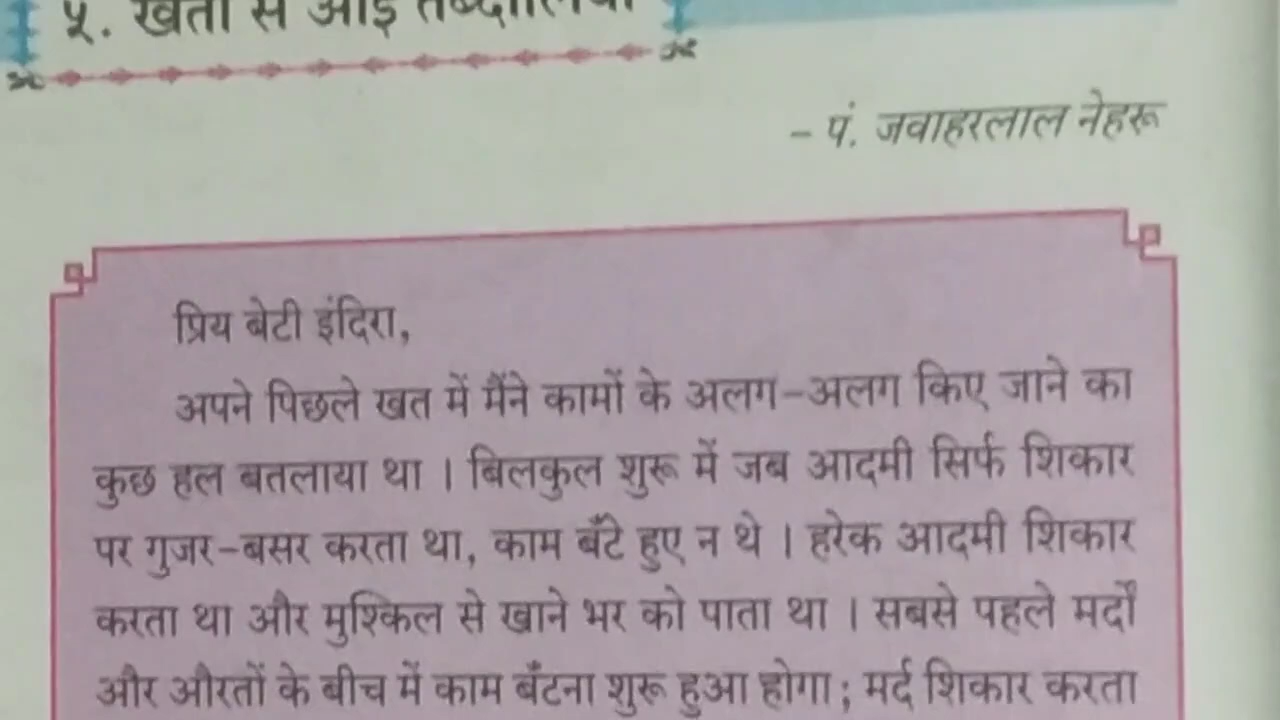 ५. खेती से आई तब्दीलियाँ
- पं. जवाहरलाल नेहरू
प्रिय बेटी इंदिरा,
अपने पिछले खत में मैंने कामों के अलग-अलग किए जाने का
कुछ हल बतलाया था । बिलकुल शुरू में जब आदमी सिर्फ शिकार
पर गुजर-बसर करता था, काम बँटे हुए न थे । हरेक आदमी शिकार
करता था और मुश्किल से खाने भर को पाता था । सबसे पहले मर्दों
और औरतों के बीच में काम बँटना शुरू हुआ होगा; मर्द शिकार करता